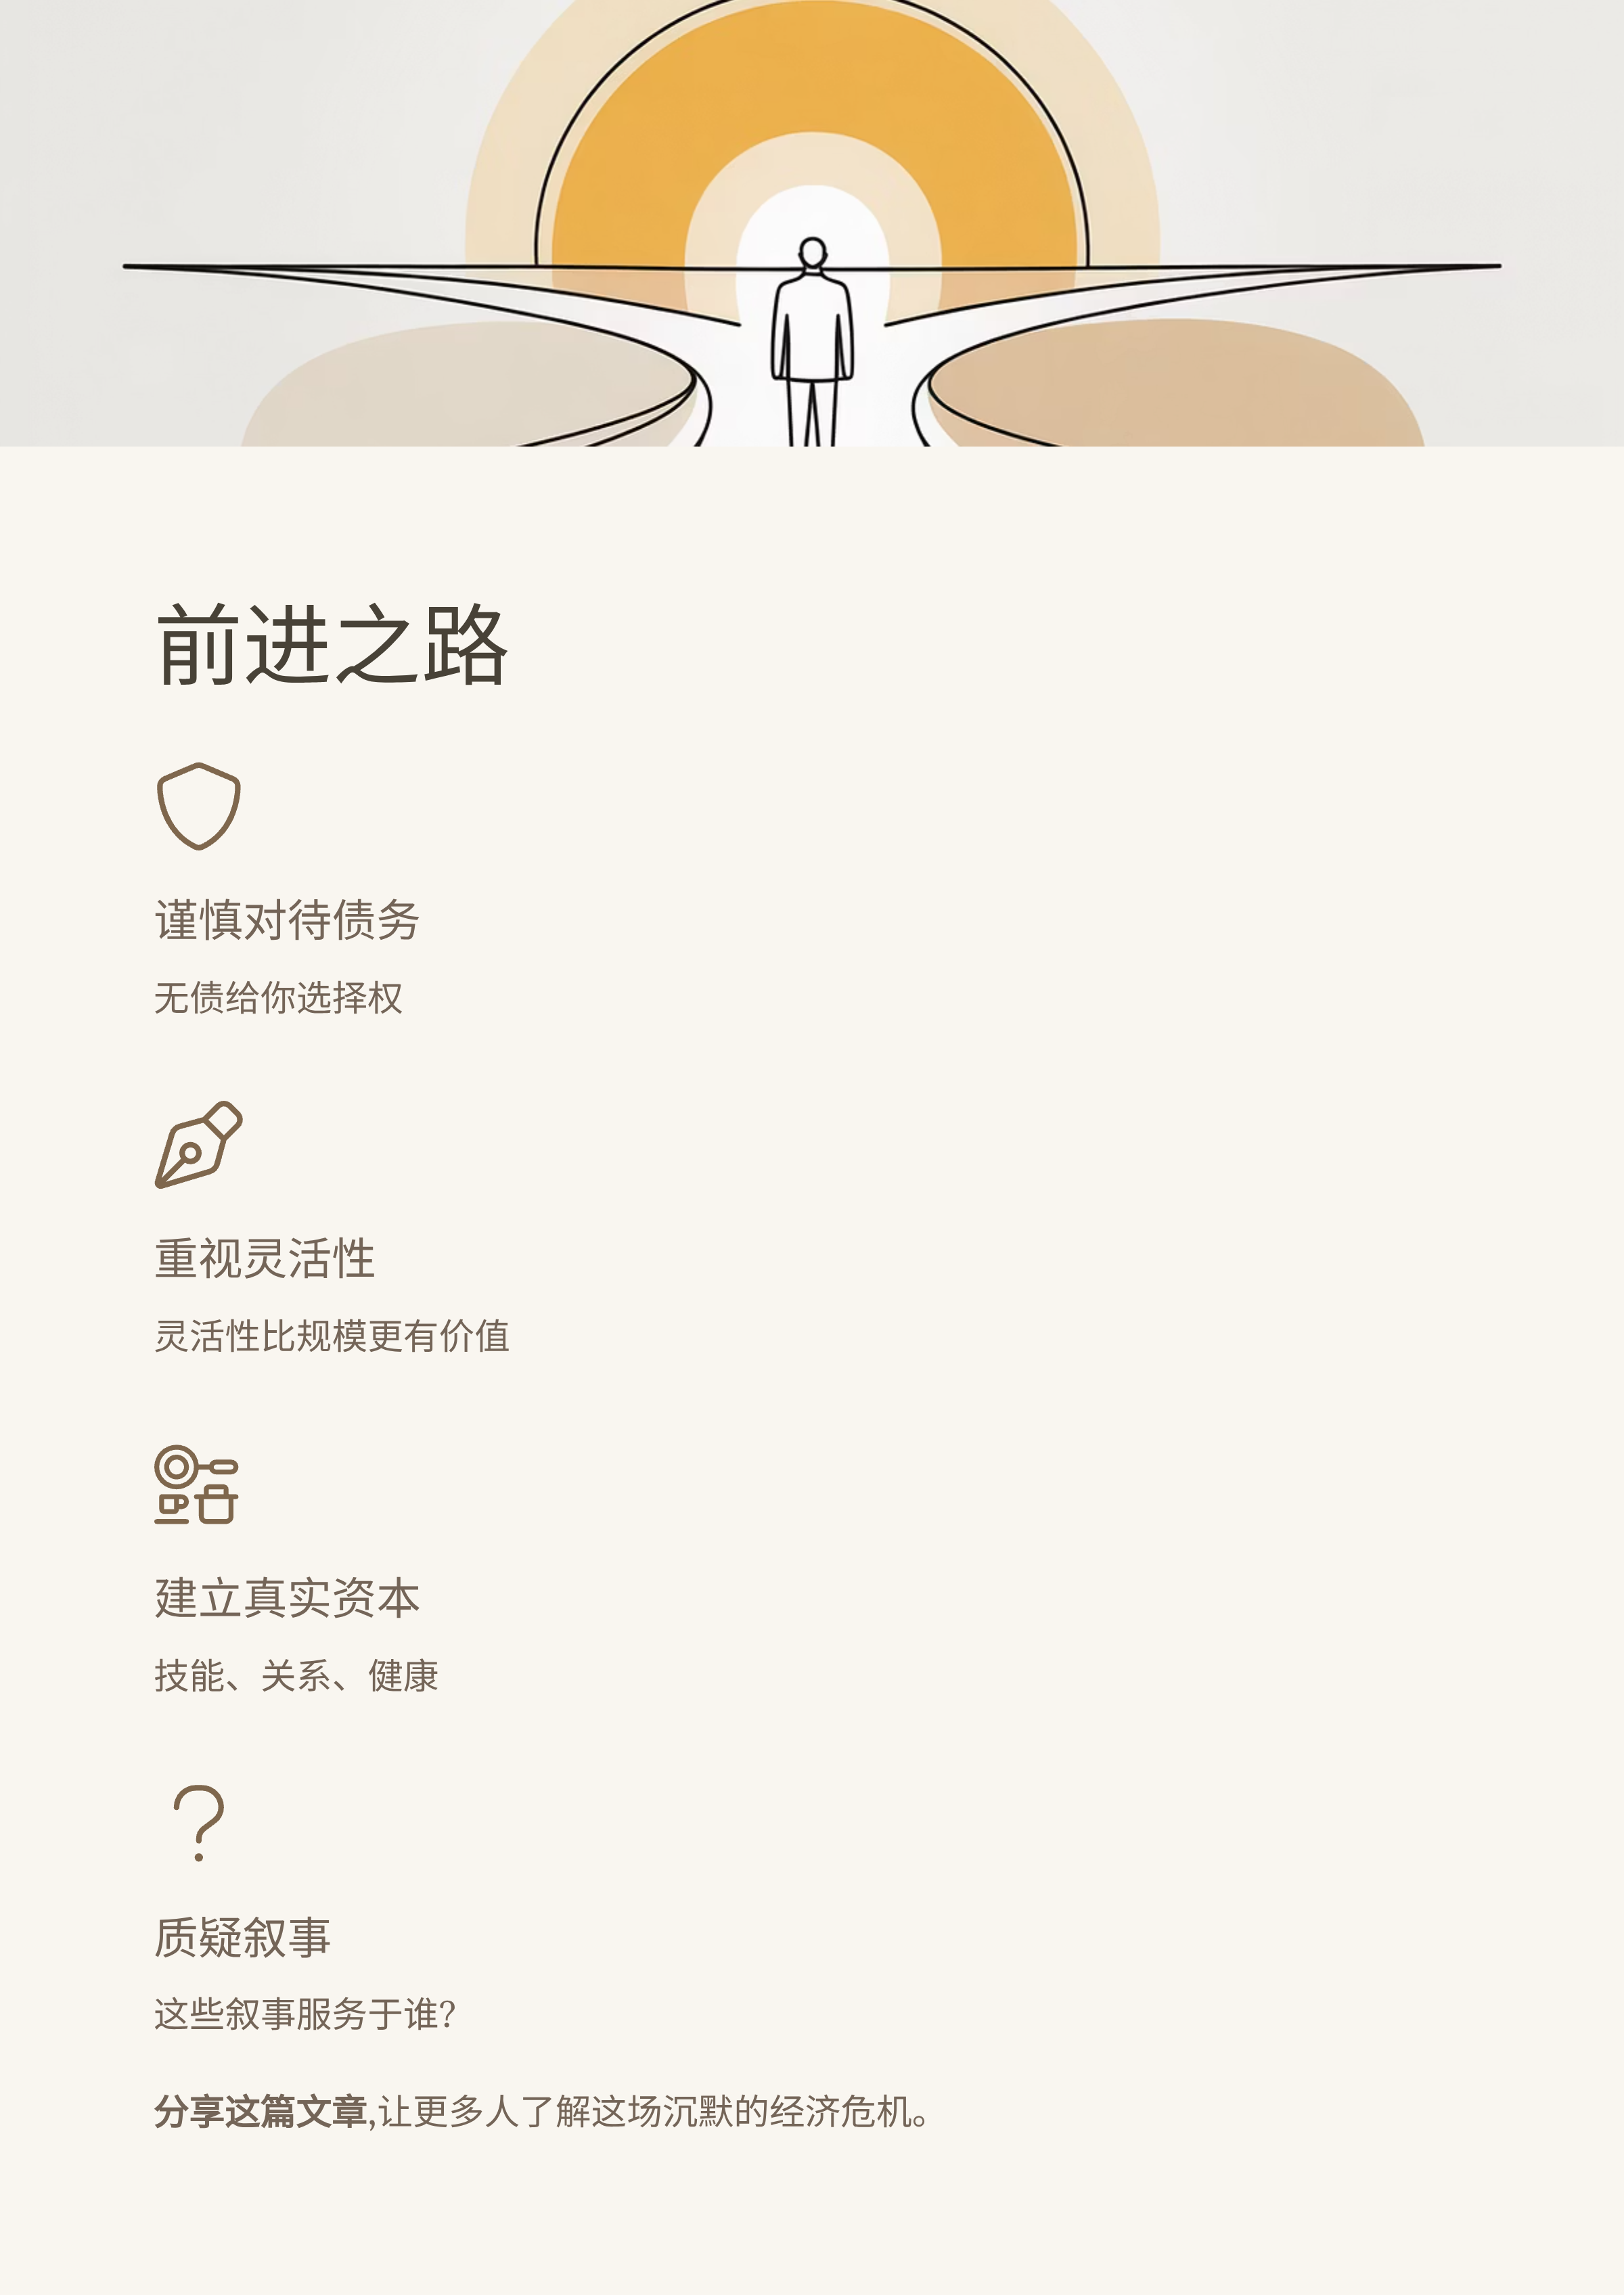 前进之路
谨慎对待债务
无债给你选择权
重视灵活性
灵活性比规模更有价值
建立真实资本
技能、关系、健康
质疑叙事
这些叙事服务于谁?
分享这篇文章,让更多人了解这场沉默的经济危机。